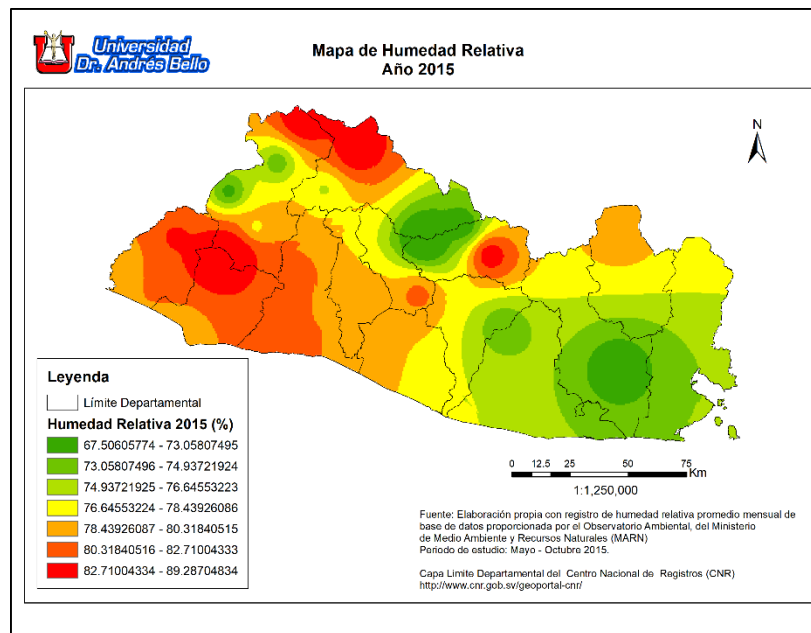 Universidad
Dr. Andrés Bello
Mapa de Humedad Relativa
Año 2015
N
Leyenda
Límite Departamental
Humedad Relativa 2015 (%)
67.50605774 - 73.05807495
73.05807496 - 74.93721924
74.93721925 - 76.64553223
76.64553224 - 78.43926086
78.43926087 - 80.31840515
80.31840516 - 82.71004333
82.71004334 - 89.28704834
0 12.5 25 50 75
Km
1:1,250,000
Fuente: Elaboración propia con registro de humedad relativa promedio mensual de
base de datos proporcionada por el Observatorio Ambiental, del Ministerio
de Medio Ambiente y Recursos Naturales (MARN)
Periodo de estudio: Mayo - Octubre 2015.
Capa Limite Departamental del Centro Nacional de Registros (CNR)
http://www.cnr.gob.sv/geoportal-cnr/